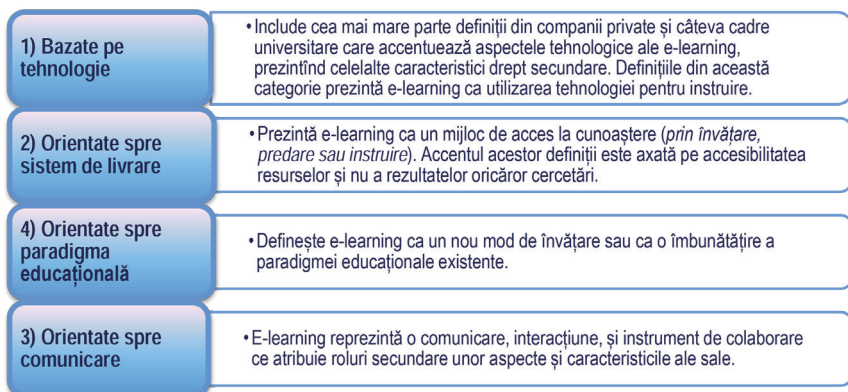 1) Bazate pe
tehnologie
• Include cea mai mare parte definiții din companii private și câteva cadre
universitare care accentuează aspectele tehnologice ale e-learning,
prezintînd celelalte caracteristici drept secundare. Definițiile din această
categorie prezintă e-learning ca utilizarea tehnologiei pentru instruire.
2) Orientate spre
sistem de livrare
• Prezintă e-learning ca un mijloc de acces la cunoaștere (prin învățare,
predare sau instruire). Accentul acestor definiții este axată pe accesibilitatea
resurselor și nu a rezultatelor oricăror cercetări.
4) Orientate spre
paradigma
educațională
• Definește e-learning ca un nou mod de învățare sau ca o îmbunătățire a
paradigmei educaționale existente.
3) Orientate spre
comunicare
• E-learning reprezintă o comunicare, interacțiune, și instrument de colaborare
ce atribuie roluri secundare unor aspecte și caracteristicile ale sale.